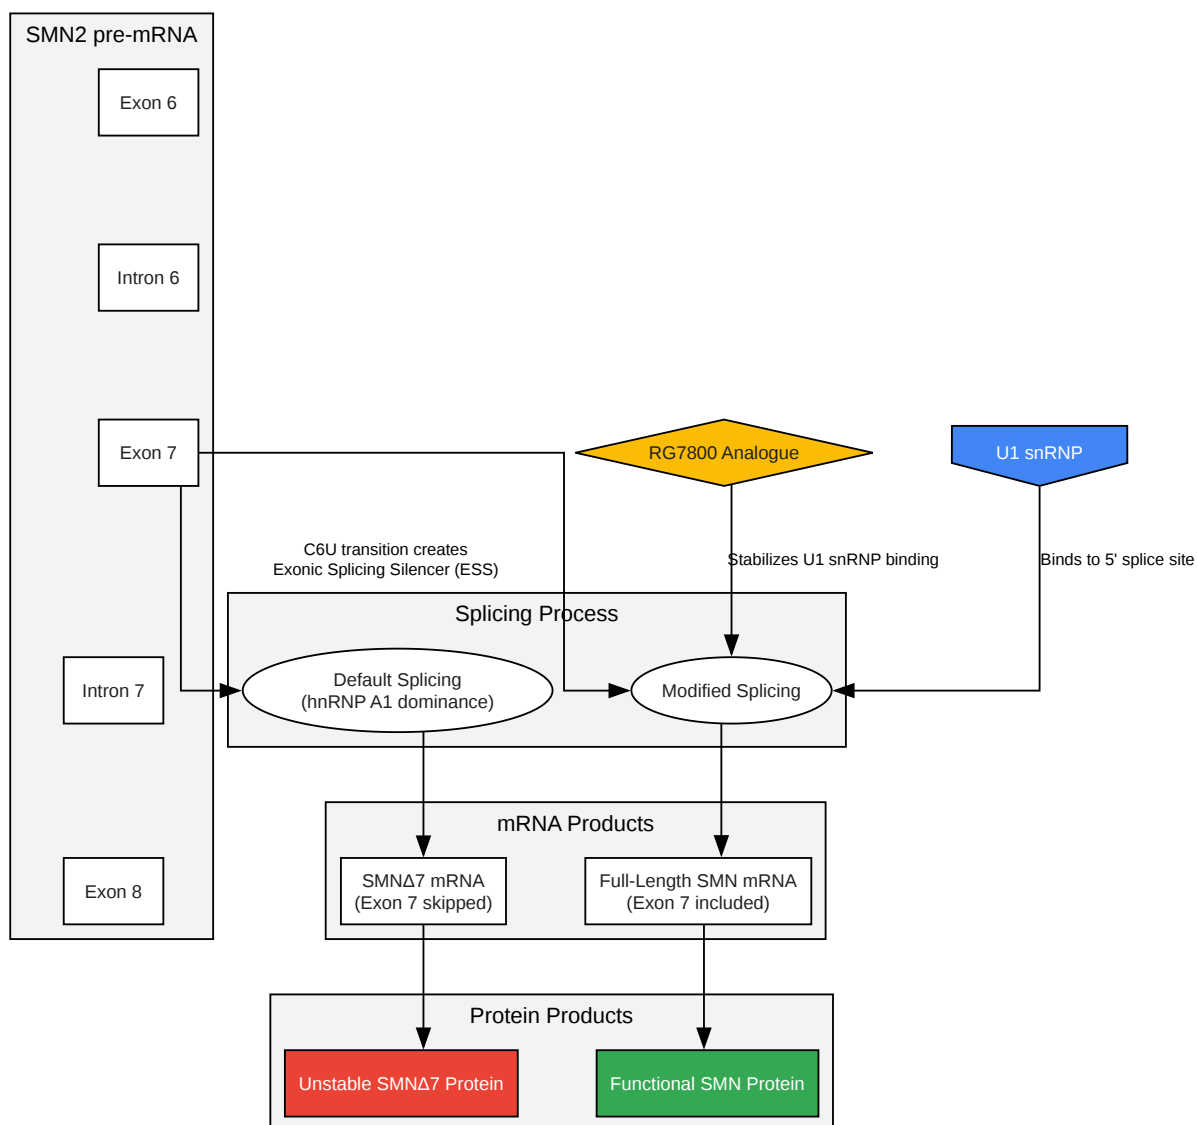 SMN2 pre-mRNA
Exon 6
Intron 6
Exon 7
RG7800 Analogue
U1 snRNP
C6U transition creates
Exonic Splicing Silencer (ESS)
Stabilizes U1 snRNP binding
Binds to 5' splice site
Splicing Process
Intron 7
Default Splicing
(hnRNP A1 dominance)
Modified Splicing
mRNA Products
Exon 8
SMNΔ7 mRNA
(Exon 7 skipped)
Full-Length SMN mRNA
(Exon 7 included)
Protein Products
Unstable SMNΔ7 Protein
Functional SMN Protein